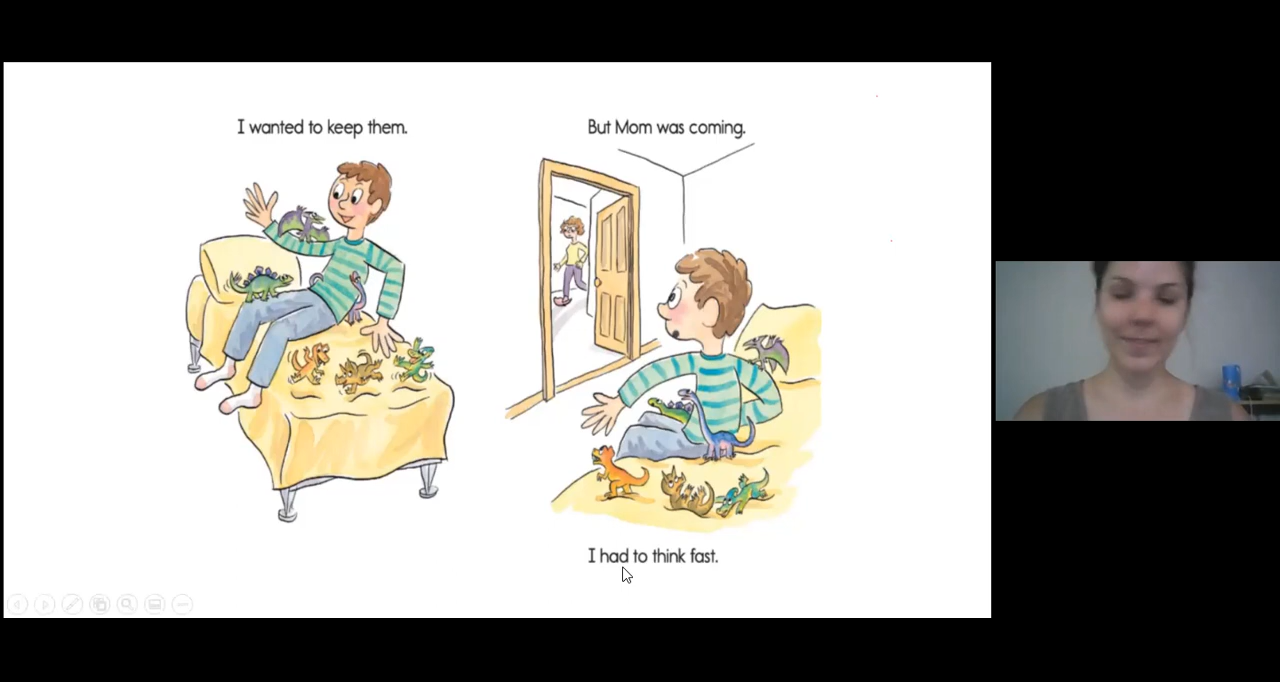 I wanted to keep them.
But Mom was coming.
I had to think fast.